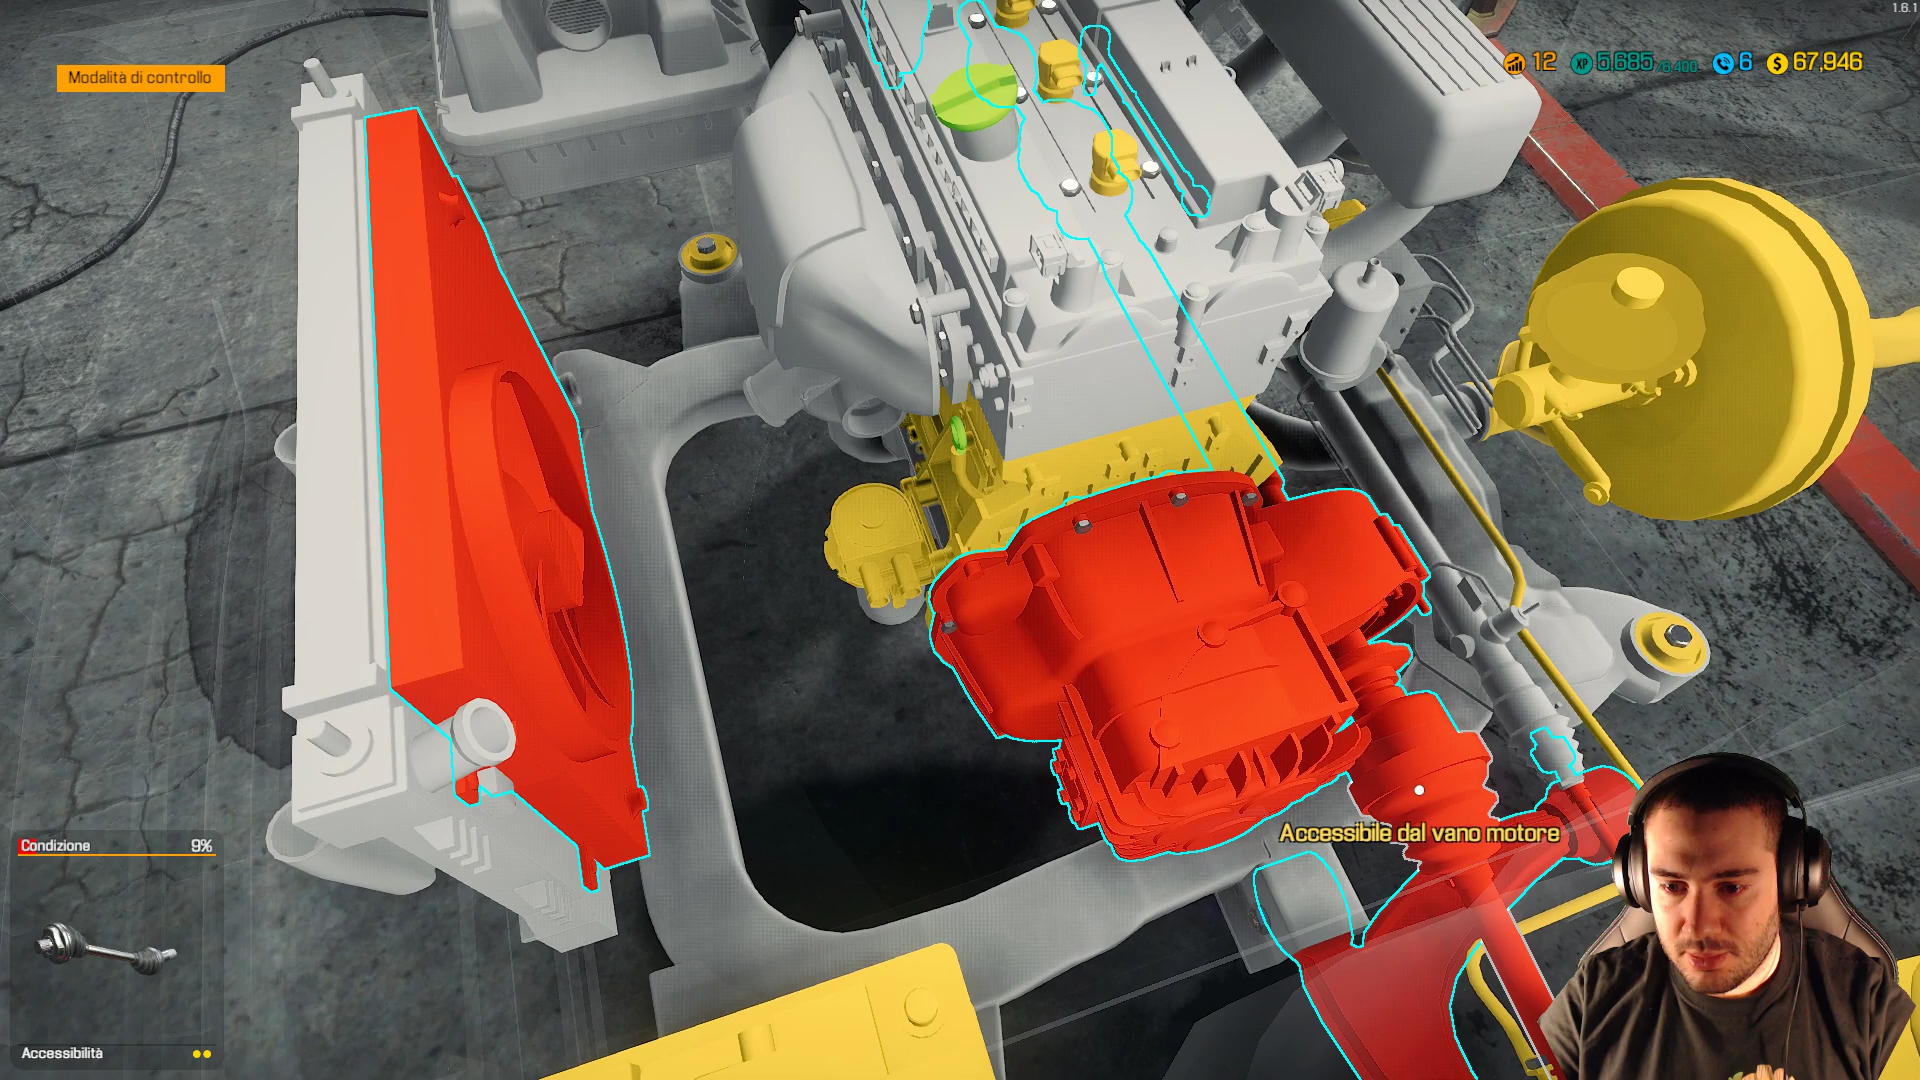 1.6.1
Modalità di controllo
12 XP 5,685/6,400 6 $ 67,946
Accessibile dal vano motore
Condizione 9%
Accessibilità